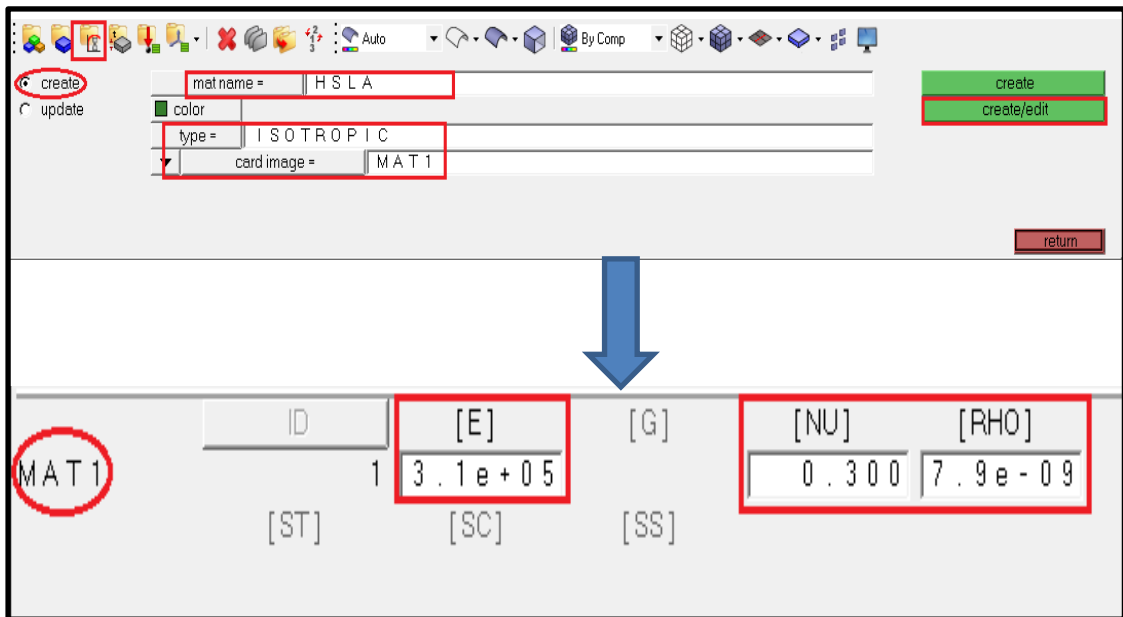 Auto By Comp
create mat name = H S L A create
update color create/edit
type = I S O T R O P I C
card image = M A T 1
return
ID [E] [G] [NU] [RHO]
M A T 1 1 3 . 1 e + 0 5 0 . 3 0 0 7 . 9 e - 0 9
[ST] [SC] [SS]